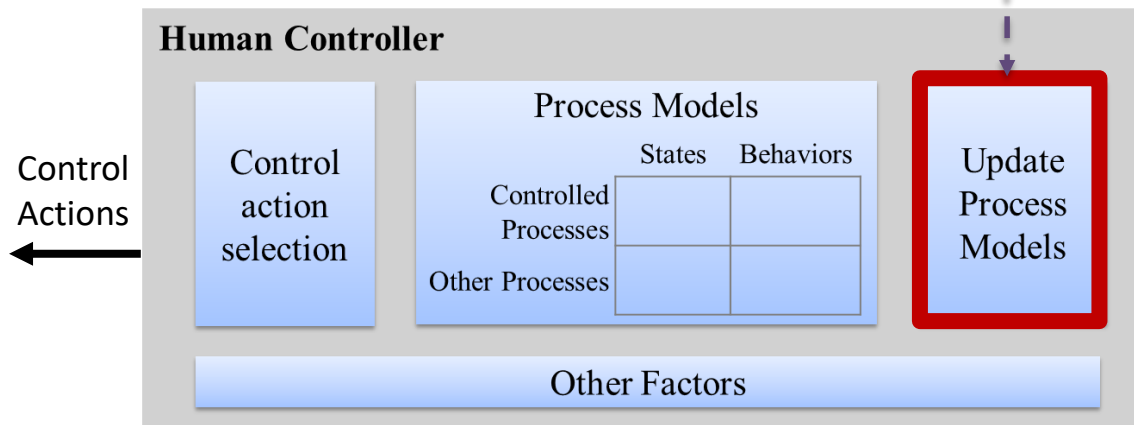 Human Controller
Control
Actions
Control
action
selection
Process Models
States Behaviors
Controlled
Processes
Other Processes
Update
Process
Models
Other Factors